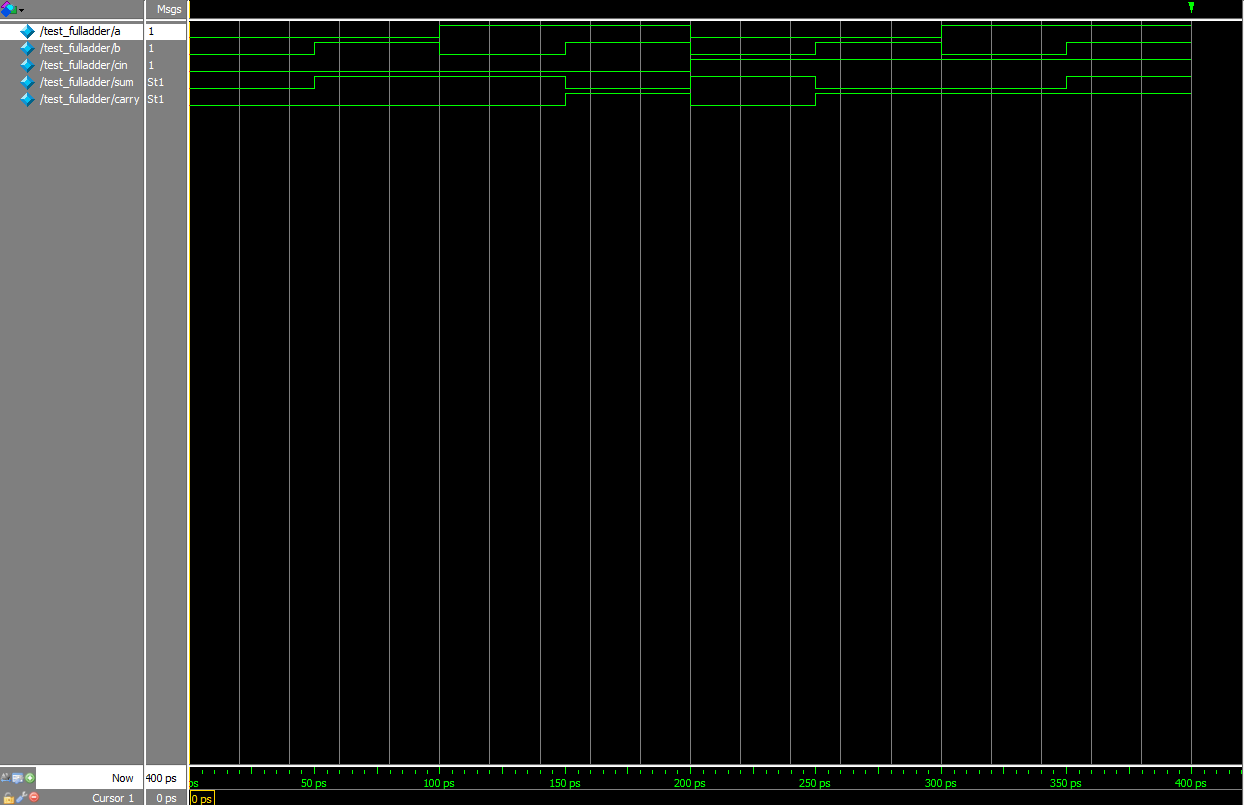 Msgs
/test_fulladder/a 1
/test_fulladder/b 1
/test_fulladder/cin 1
/test_fulladder/sum St1
/test_fulladder/carry St1
Now 400 ps ps 50 ps 100 ps 150 ps 200 ps 250 ps 300 ps 350 ps 400 ps
Cursor 1 0 ps 0 ps